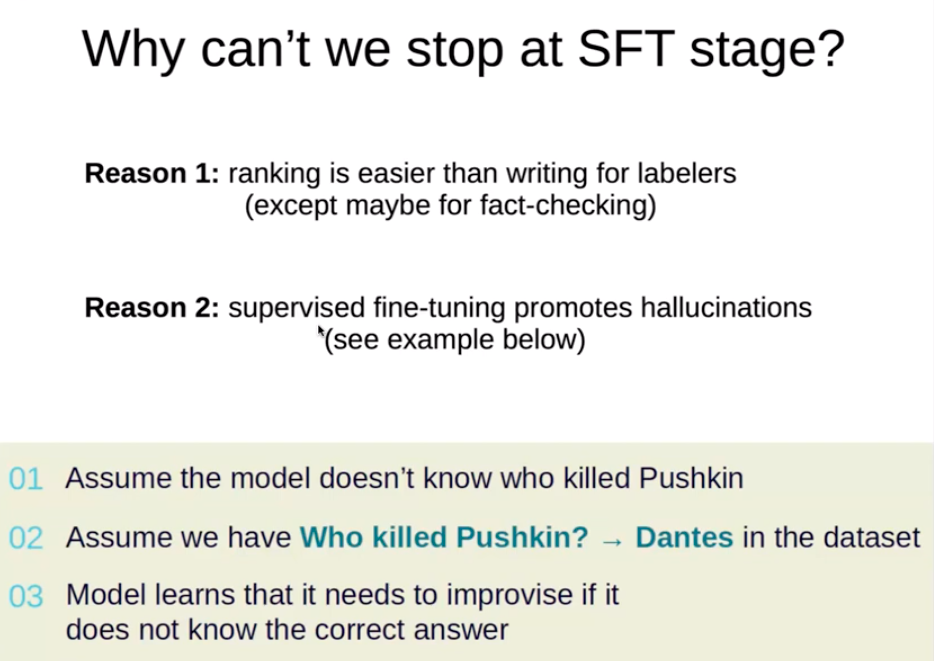 Why can't we stop at SFT stage?
Reason 1: ranking is easier than writing for labelers
(except maybe for fact-checking)
Reason 2: supervised fine-tuning promotes hallucinations
(see example below)
01 Assume the model doesn't know who killed Pushkin
02 Assume we have Who killed Pushkin? → Dantes in the dataset
03 Model learns that it needs to improvise if it
does not know the correct answer